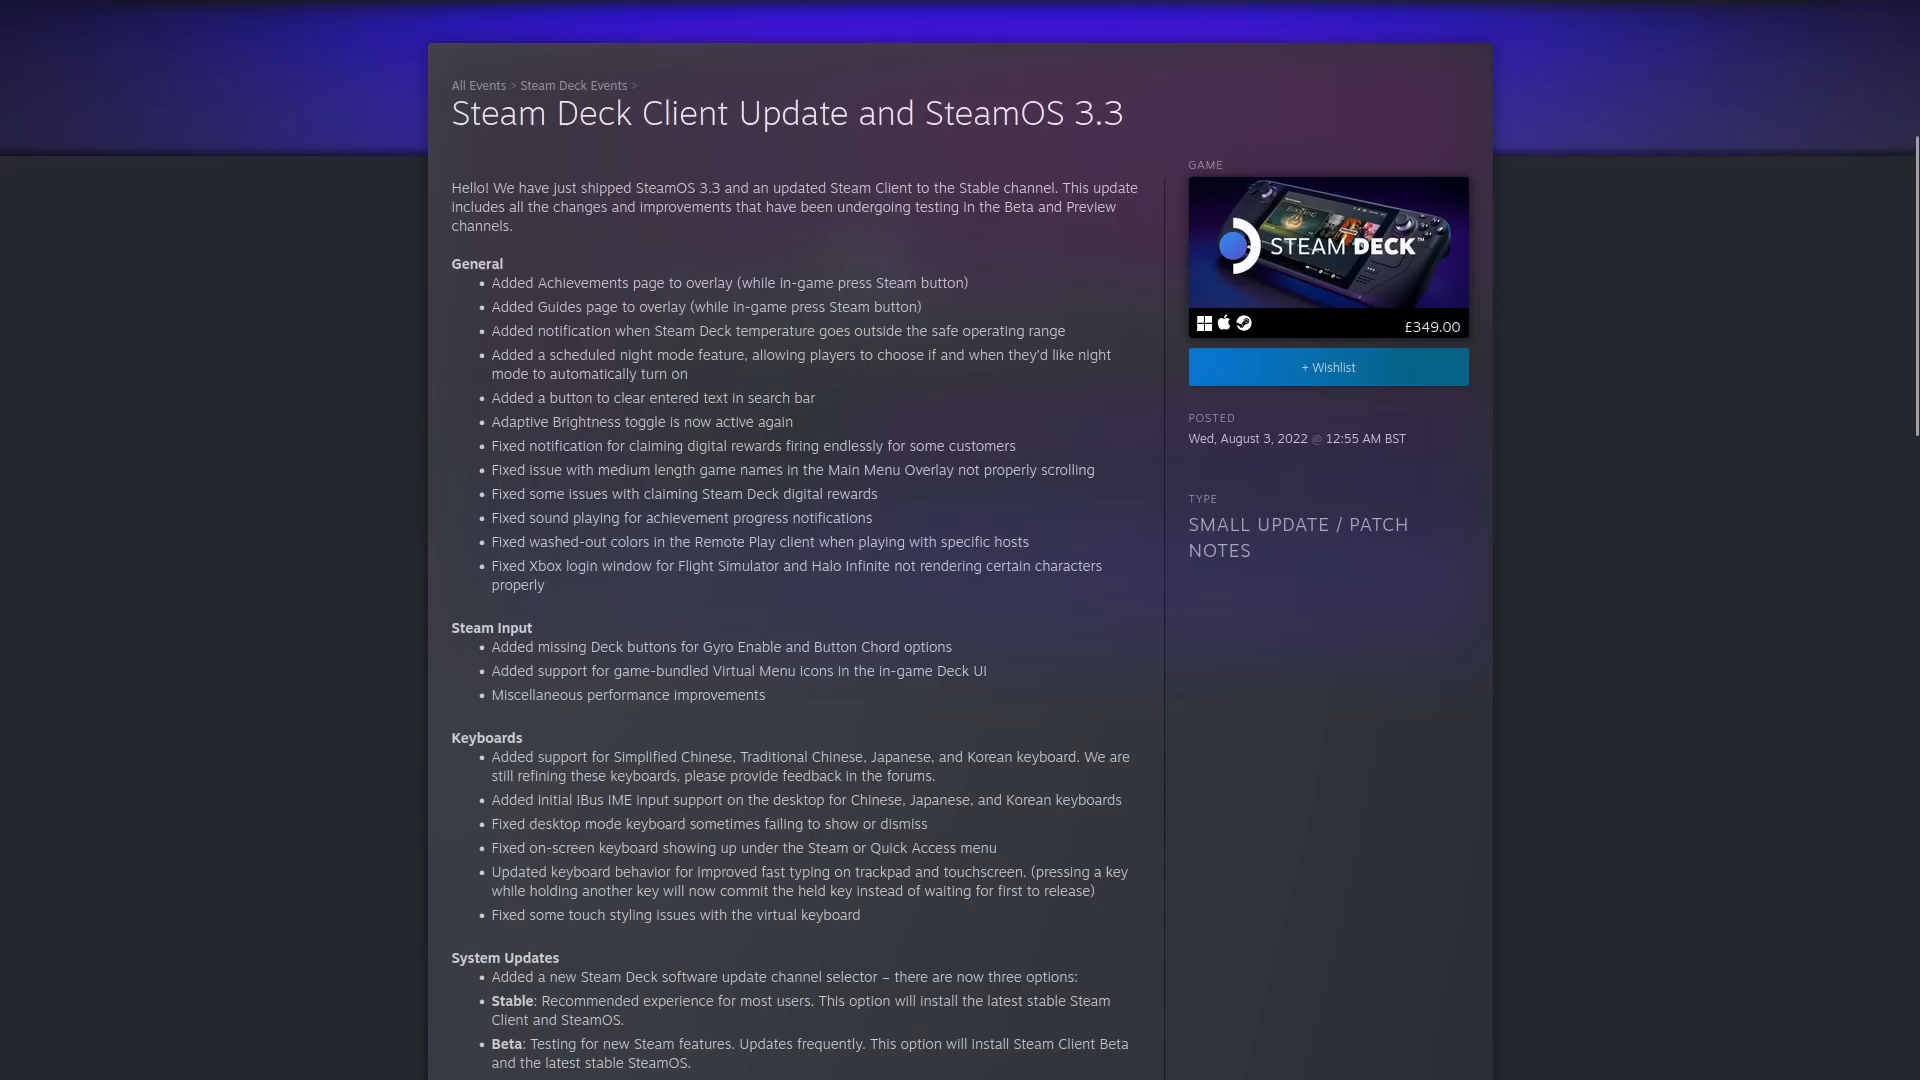 All Events > Steam Deck Events >
Steam Deck Client Update and SteamOS 3.3
Hello! We have just shipped SteamOS 3.3 and an updated Steam Client to the Stable channel. This update
includes all the changes and improvements that have been undergoing testing in the Beta and Preview
channels.
General
• Added Achievements page to overlay (while in-game press Steam button)
• Added Guides page to overlay (while in-game press Steam button)
• Added notification when Steam Deck temperature goes outside the safe operating range
• Added a scheduled night mode feature, allowing players to choose if and when they'd like night
mode to automatically turn on
• Added a button to clear entered text in search bar
• Adaptive Brightness toggle is now active again
• Fixed notification for claiming digital rewards firing endlessly for some customers
• Fixed issue with medium length game names in the Main Menu Overlay not properly scrolling
• Fixed some issues with claiming Steam Deck digital rewards
• Fixed sound playing for achievement progress notifications
• Fixed washed-out colors in the Remote Play client when playing with specific hosts
• Fixed Xbox login window for Flight Simulator and Halo Infinite not rendering certain characters
properly
Steam Input
• Added missing Deck buttons for Gyro Enable and Button Chord options
• Added support for game-bundled Virtual Menu icons in the in-game Deck UI
• Miscellaneous performance improvements
Keyboards
• Added support for Simplified Chinese, Traditional Chinese, Japanese, and Korean keyboard. We are
still refining these keyboards, please provide feedback in the forums.
• Added initial IBus IME input support on the desktop for Chinese, Japanese, and Korean keyboards
• Fixed desktop mode keyboard sometimes failing to show or dismiss
• Fixed on-screen keyboard showing up under the Steam or Quick Access menu
• Updated keyboard behavior for improved fast typing on trackpad and touchscreen. (pressing a key
while holding another key will now commit the held key instead of waiting for first to release)
• Fixed some touch styling issues with the virtual keyboard
System Updates
• Added a new Steam Deck software update channel selector – there are now three options:
• Stable: Recommended experience for most users. This option will install the latest stable Steam
Client and SteamOS.
• Beta: Testing for new Steam features. Updates frequently. This option will install Steam Client Beta
and the latest stable SteamOS.
GAME
STEAM DECK™
£349.00
+ Wishlist
POSTED
Wed, August 3, 2022 @ 12:55 AM BST
TYPE
SMALL UPDATE / PATCH
NOTES